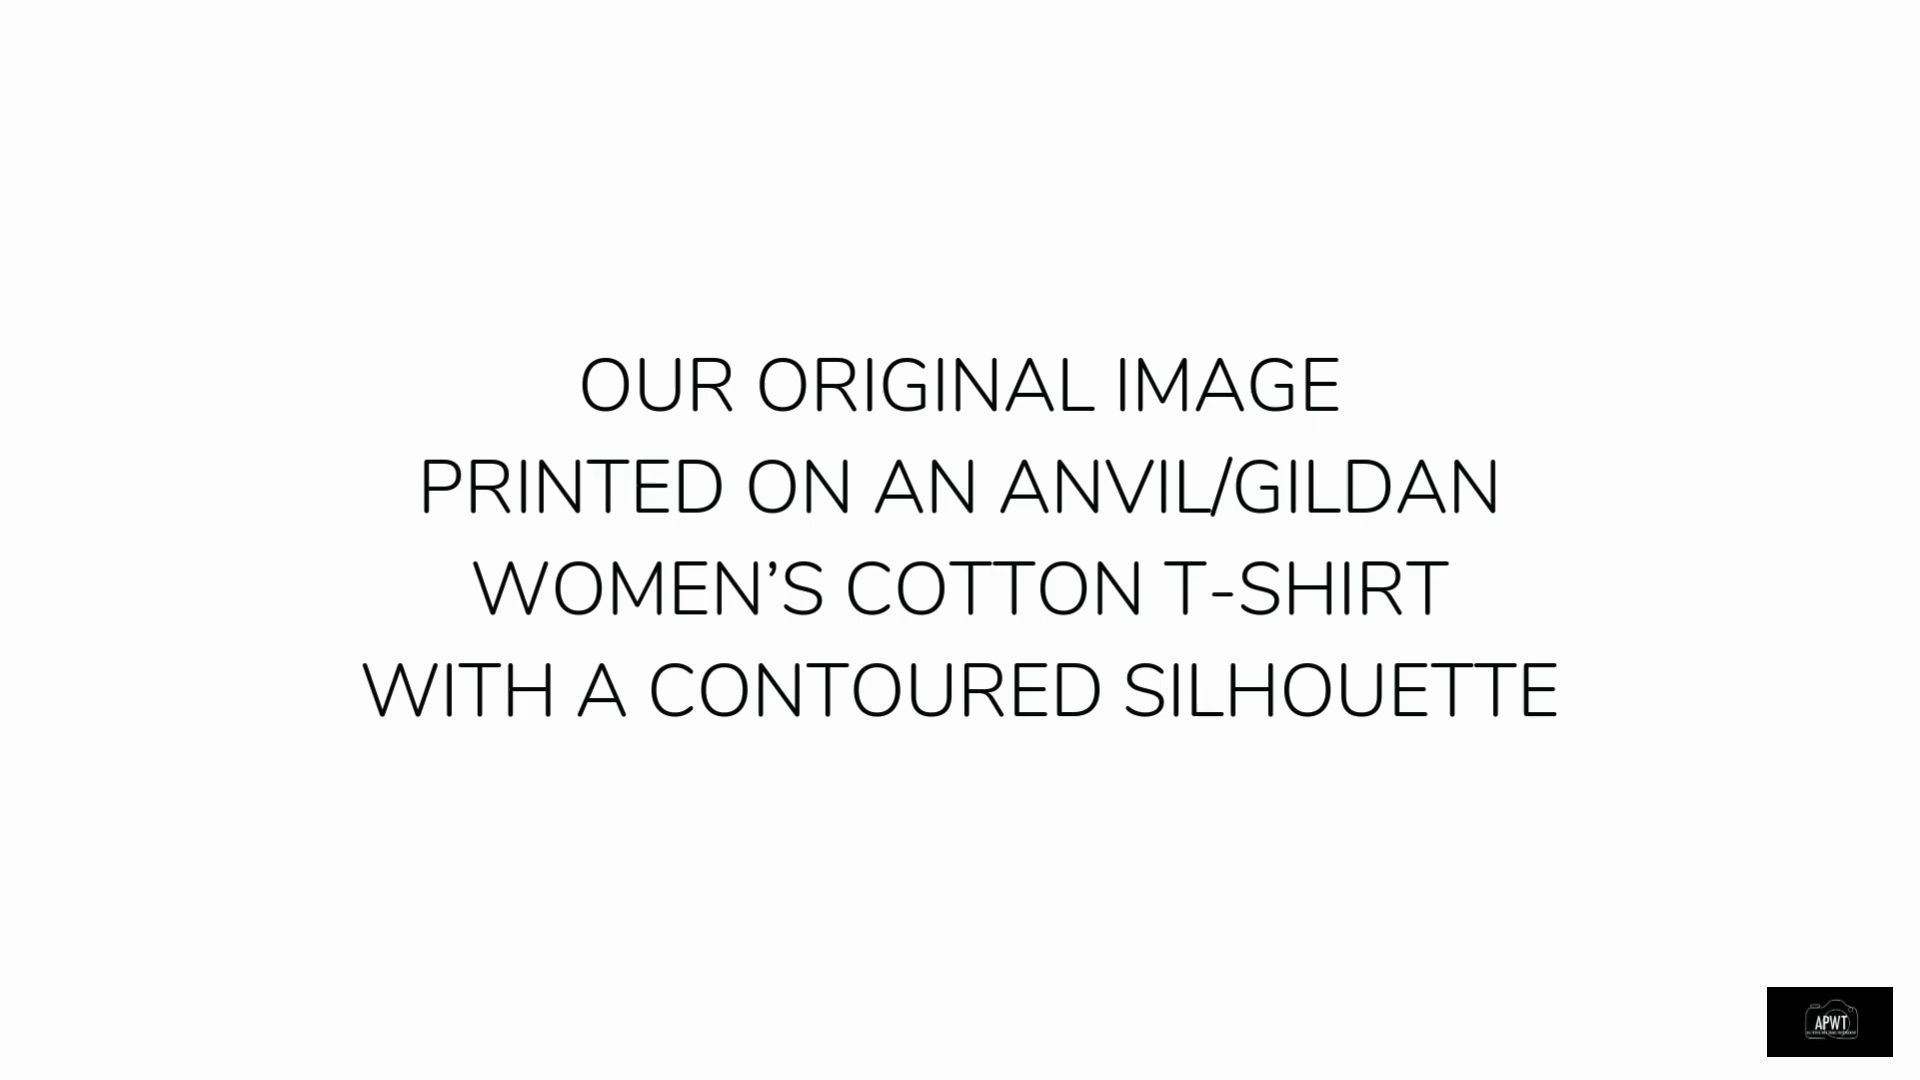 OUR ORIGINAL IMAGE
PRINTED ON AN ANVIL/GILDAN
WOMEN’S COTTON T-SHIRT
WITH A CONTOURED SILHOUETTE
APWT